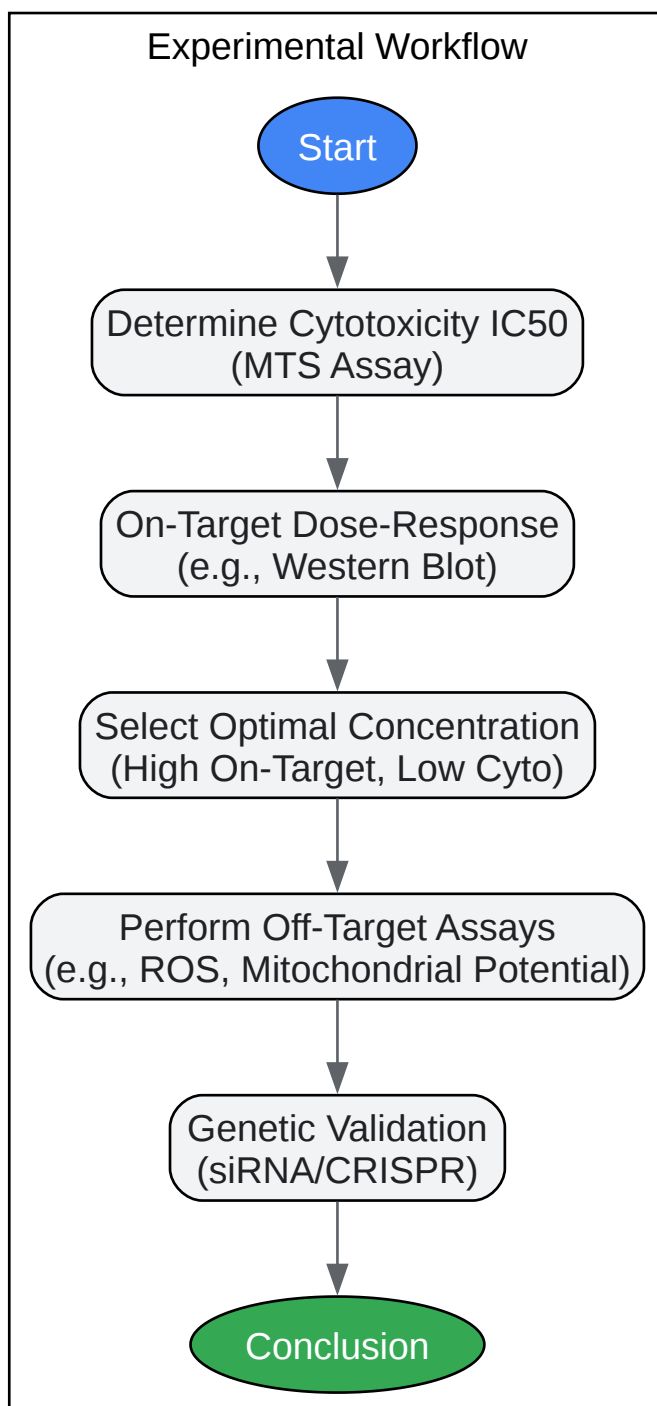 Experimental Workflow
Start
Determine Cytotoxicity IC50
(MTS Assay)
On-Target Dose-Response
(e.g., Western Blot)
Select Optimal Concentration
(High On-Target, Low Cyto)
Perform Off-Target Assays
(e.g., ROS, Mitochondrial Potential)
Genetic Validation
(siRNA/CRISPR)
Conclusion